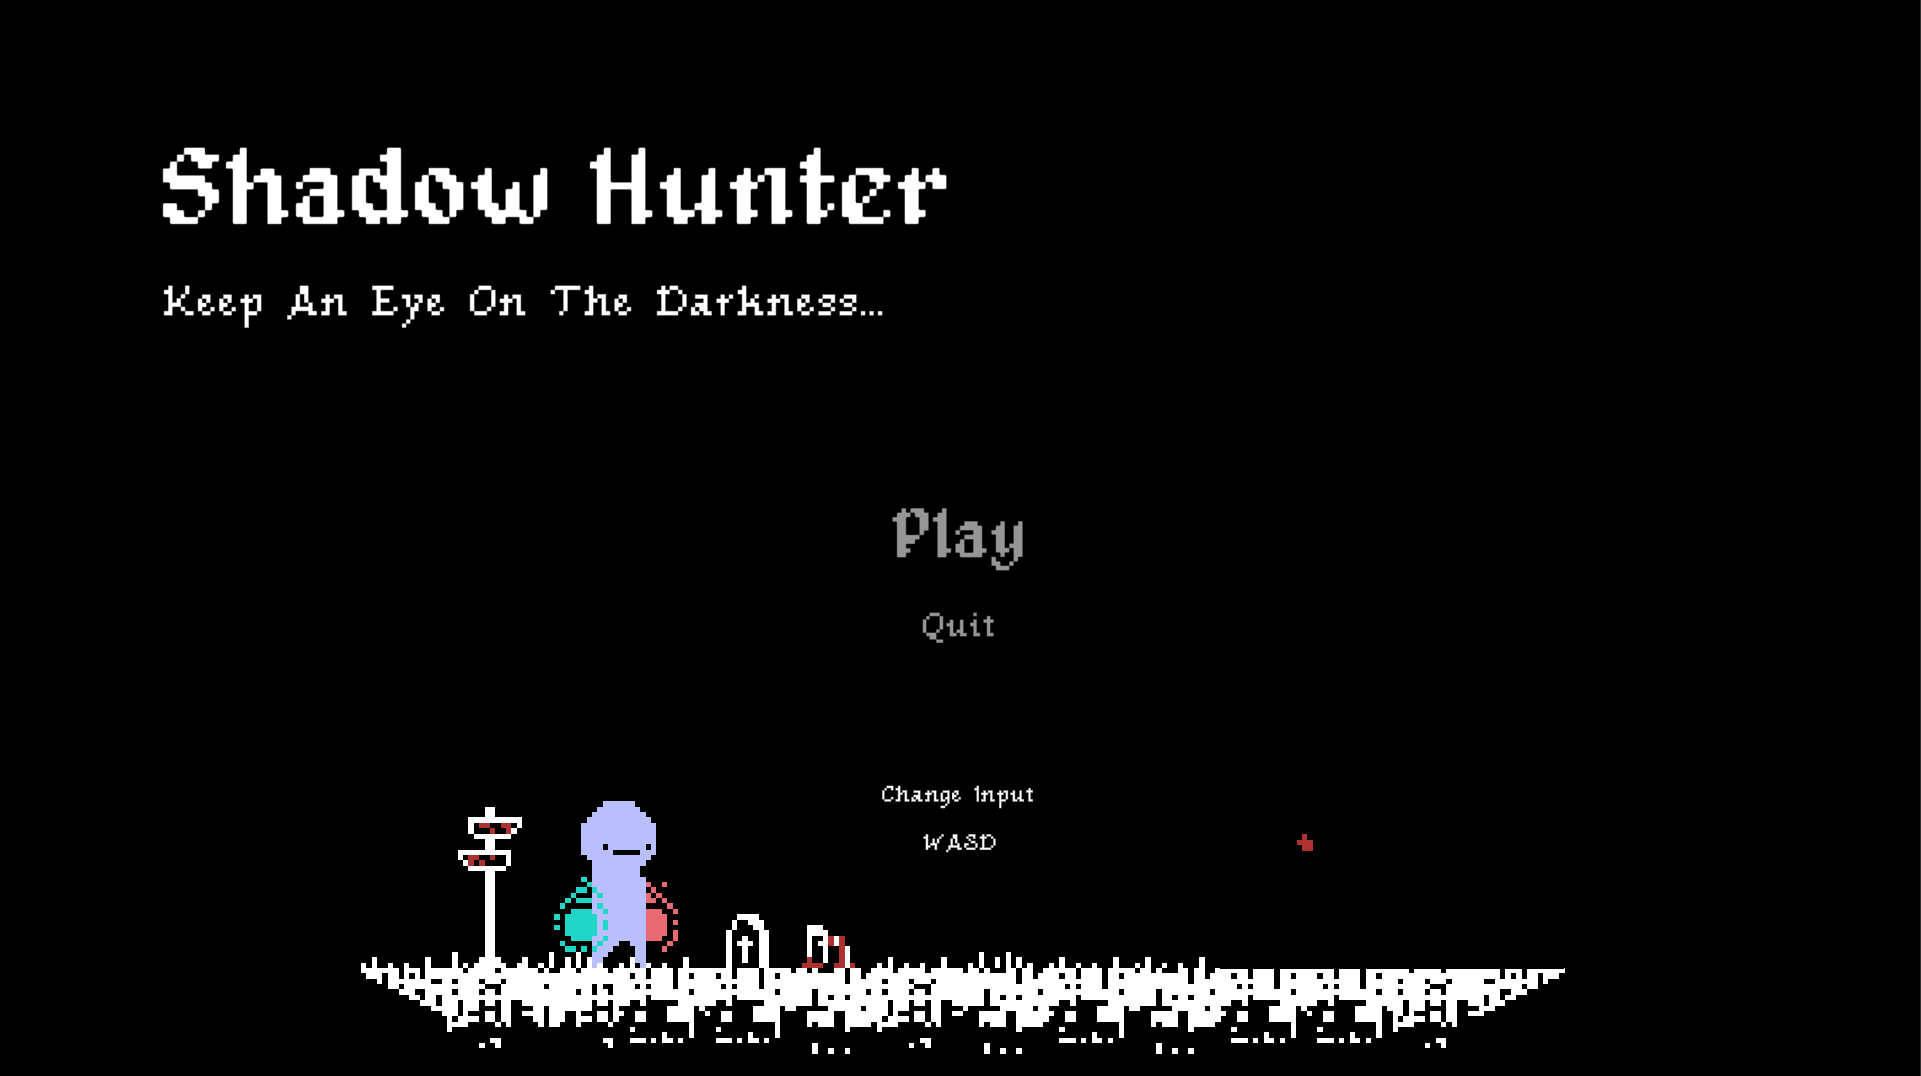 Shadow Hunter
Keep An Eye On The Darkness...
Play
Quit
Change Input
WASD